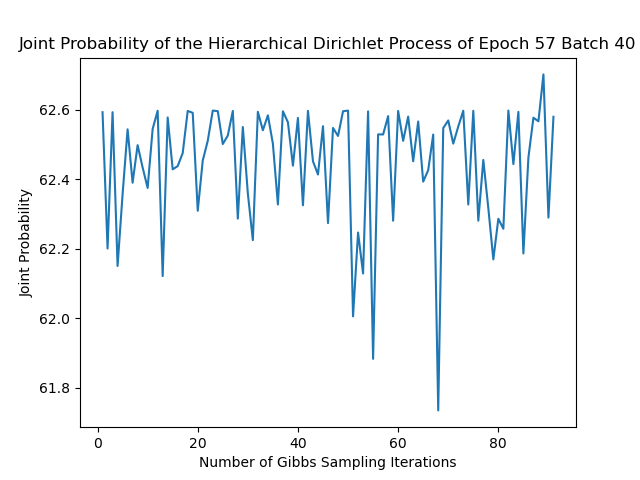 Joint Probability of the Hierarchical Dirichlet Process of Epoch 57 Batch 40
Joint Probability
62.6
62.4
62.2
62.0
61.8
0 20 40 60 80
Number of Gibbs Sampling Iterations